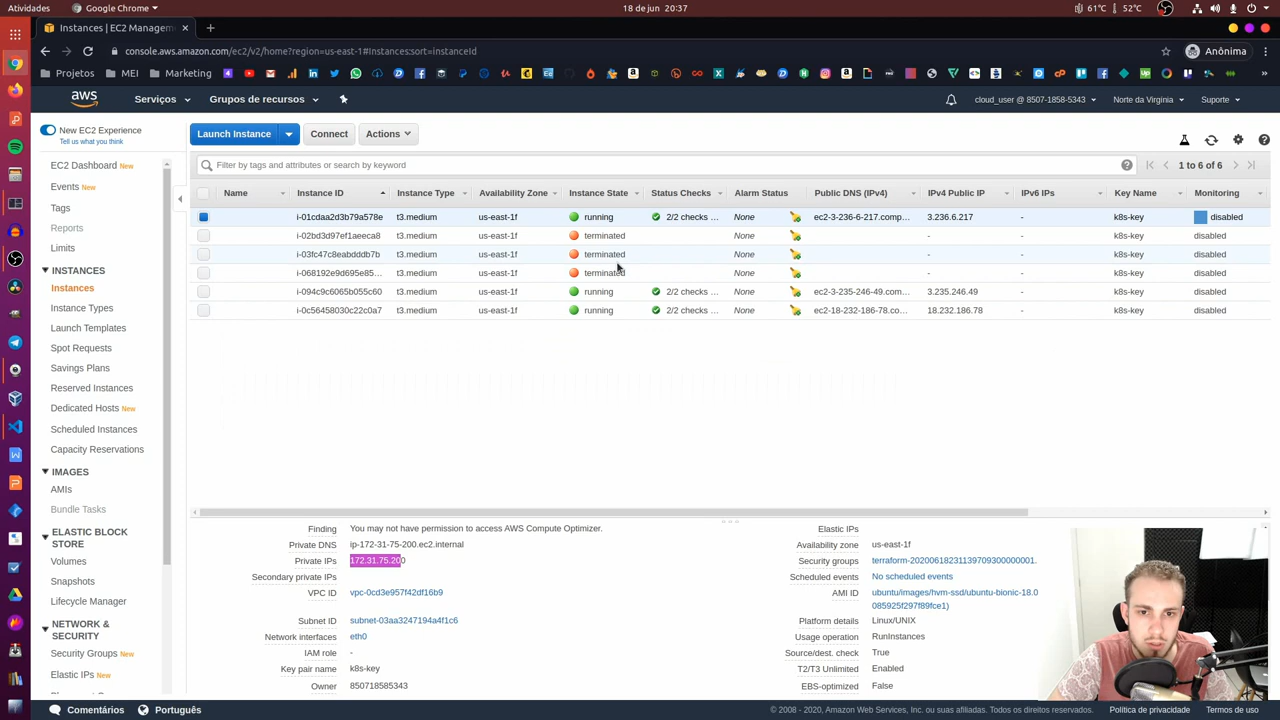 Atividades Google Chrome 18 de jun 20:37 61°C 52°C
Instances | EC2 Managem
console.aws.amazon.com/ec2/v2/home?region=us-east-1#Instances:sort=instanceId Anônima
Projetos MEI Marketing
aws Serviços Grupos de recursos cloud_user @ 8507-1858-5343 Norte da Virgínia Suporte
New EC2 Experience
Tell us what you think
Launch Instance Connect Actions
EC2 Dashboard New
Events New
Tags
Reports
Limits
INSTANCES
Instances
Instance Types
Launch Templates
Spot Requests
Savings Plans
Reserved Instances
Dedicated Hosts New
Scheduled Instances
Capacity Reservations
IMAGES
AMIs
Bundle Tasks
ELASTIC BLOCK
STORE
Volumes
Snapshots
Lifecycle Manager
NETWORK &
SECURITY
Security Groups New
Elastic IPs New
Filter by tags and attributes or search by keyword 1 to 6 of 6
Name Instance ID Instance Type Availability Zone Instance State Status Checks Alarm Status Public DNS (IPv4) IPv4 Public IP IPv6 IPs Key Name Monitoring
i-01cdaa2d3b79a578e t3.medium us-east-1f running 2/2 checks ... None ec2-3-236-6-217.comp... 3.236.6.217 - k8s-key disabled
i-02bd3d97ef1aeeca8 t3.medium us-east-1f terminated None - - k8s-key disabled
i-03fc47c8eabdddb7b t3.medium us-east-1f terminated None - - k8s-key disabled
i-068192e9d695e85... t3.medium us-east-1f terminated None - - k8s-key disabled
i-094c9c6065b055c60 t3.medium us-east-1f running 2/2 checks ... None ec2-3-235-246-49.com... 3.235.246.49 - k8s-key disabled
i-0c56458030c22c0a7 t3.medium us-east-1f running 2/2 checks ... None ec2-18-232-186-78.co... 18.232.186.78 - k8s-key disabled
Finding You may not have permission to access AWS Compute Optimizer.
Private DNS ip-172-31-75-200.ec2.internal
Private IPs 172.31.75.200
Secondary private IPs
VPC ID vpc-0cd3e957f42df16b9
Subnet ID subnet-03aa3247194a4f1c6
Network interfaces eth0
IAM role -
Key pair name k8s-key
Owner 850718585343
Elastic IPs
Availability zone us-east-1f
Security groups terraform-20200618231139709300000001.
Scheduled events No scheduled events
AMI ID ubuntu/images/hvm-ssd/ubuntu-bionic-18.0
085925f297f89fce1)
Platform details Linux/UNIX
Usage operation RunInstances
Source/dest. check True
T2/T3 Unlimited Enabled
EBS-optimized False
Comentários Português © 2008 - 2020, Amazon Web Services, Inc. ou suas afiliadas. Todos os direitos reservados. Política de privacidade Termos de uso